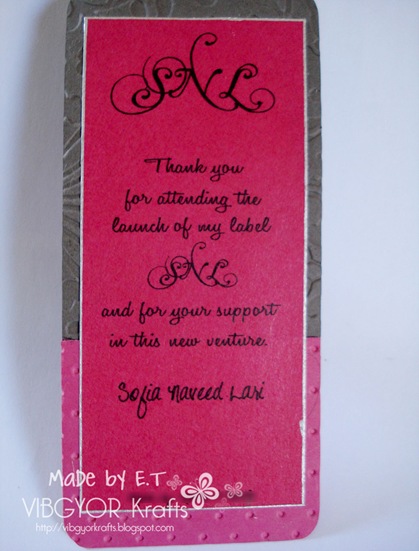 SNL
Thank you
for attending the
launch of my label
SNL
and for your support
in this new venture.
Sofia Naveed Lari
Made by E.T
VIBGYOR Krafts
http://vibgyorkrafts.blogspot.com